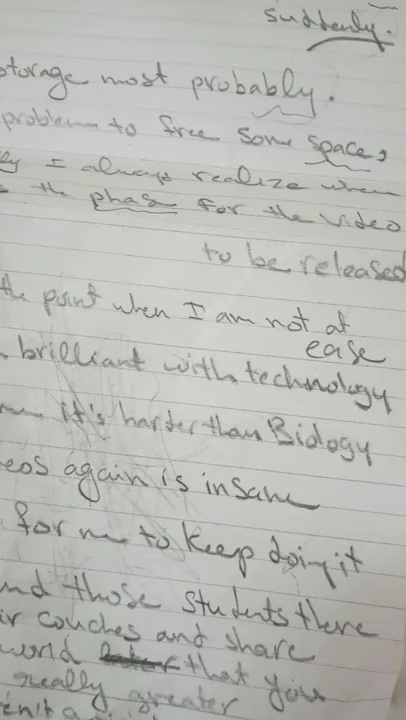 suddenly.
storage most probably.
problem to free some space,
I always realize when
the phase for the video
to be released
the point when I am not at
ease
brilliant with technology
it's harder than Biology
again is insane
for me to keep doing it
those students there
couches and share
world that you
really greater